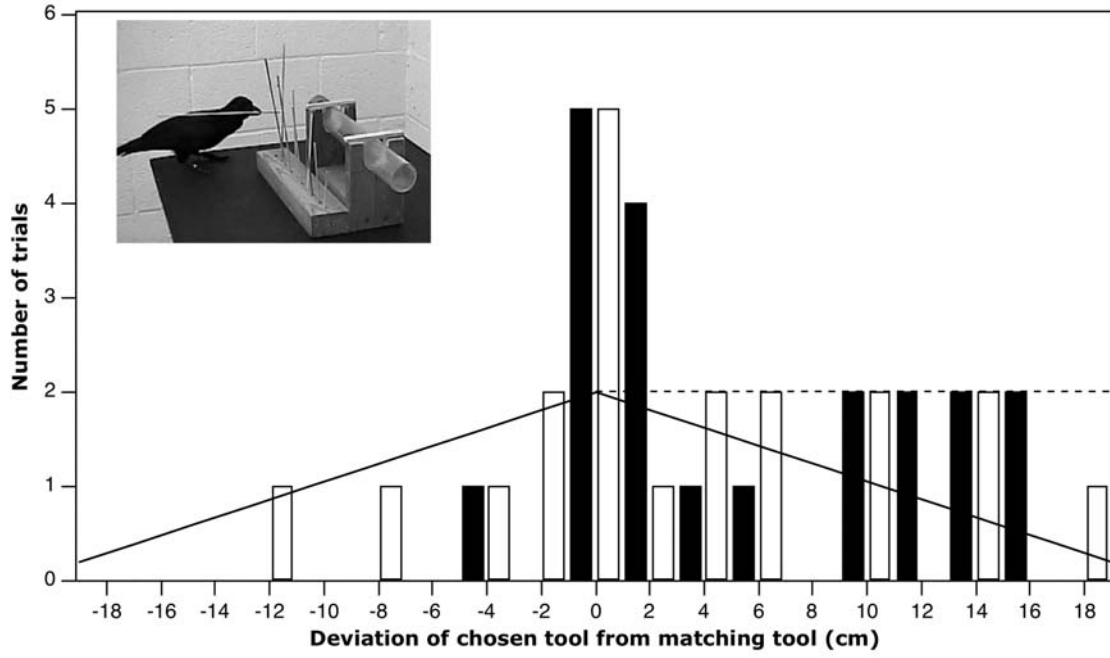 6
5
4
3
2
1
0
Number of trials
-18 -16 -14 -12 -10 -8 -6 -4 -2 0 2 4 6 8 10 12 14 16 18
Deviation of chosen tool from matching tool (cm)